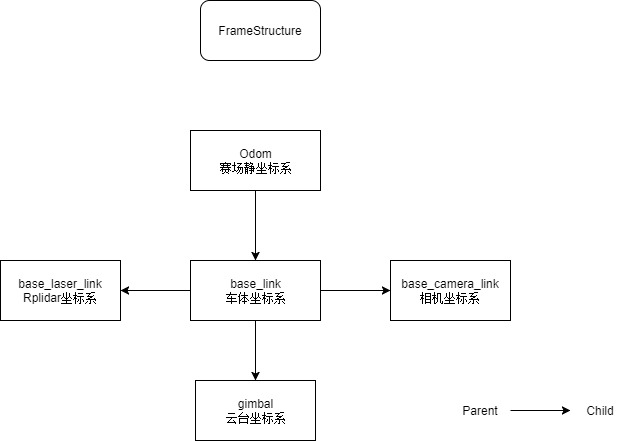 FrameStructure
Odom
赛场静坐标系
base_laser_link
Rplidar坐标系
base_link
车体坐标系
base_camera_link
相机坐标系
gimbal
云台坐标系
Parent
Child